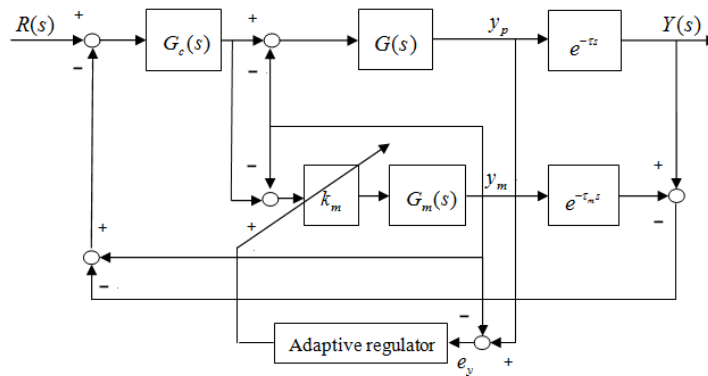 R(s) + − G_c(s) + − G(s) y_p e^{−τs} Y(s)
− + k_m G_m(s) y_m e^{−τ_m s} + −
+ −
Adaptive regulator e_y − +